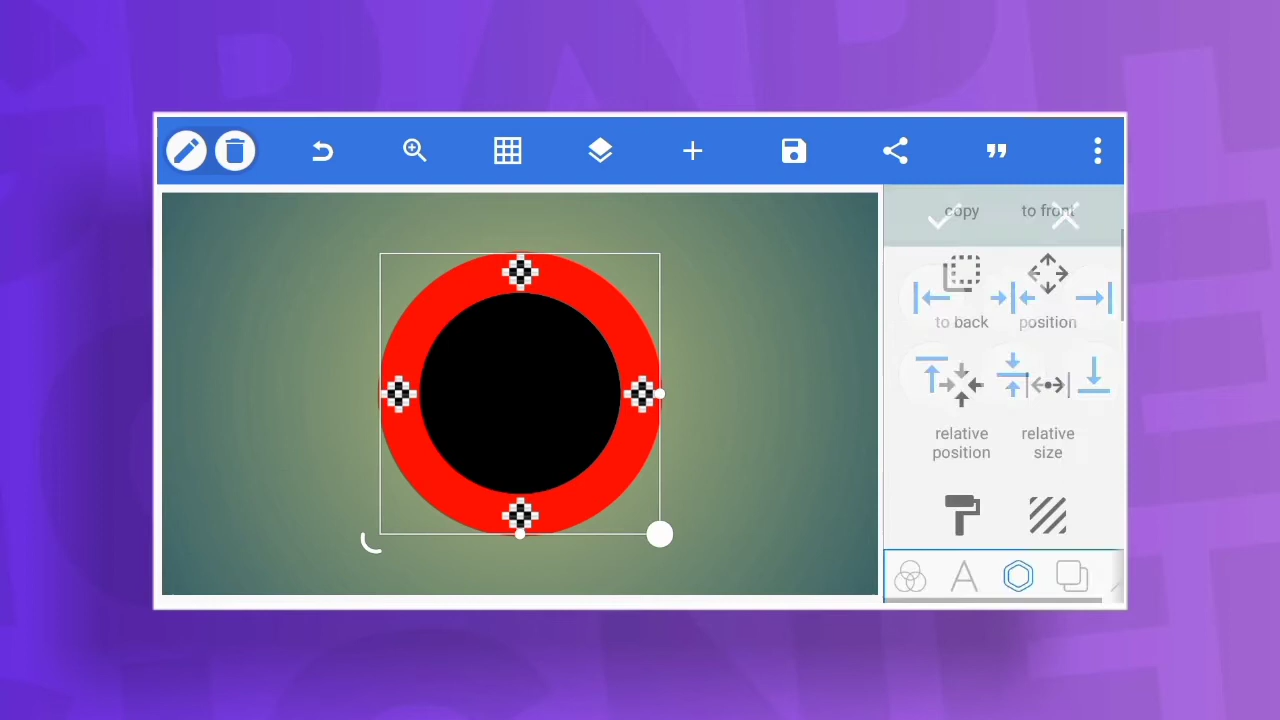 copy
to front
to back
position
relative
position
relative
size